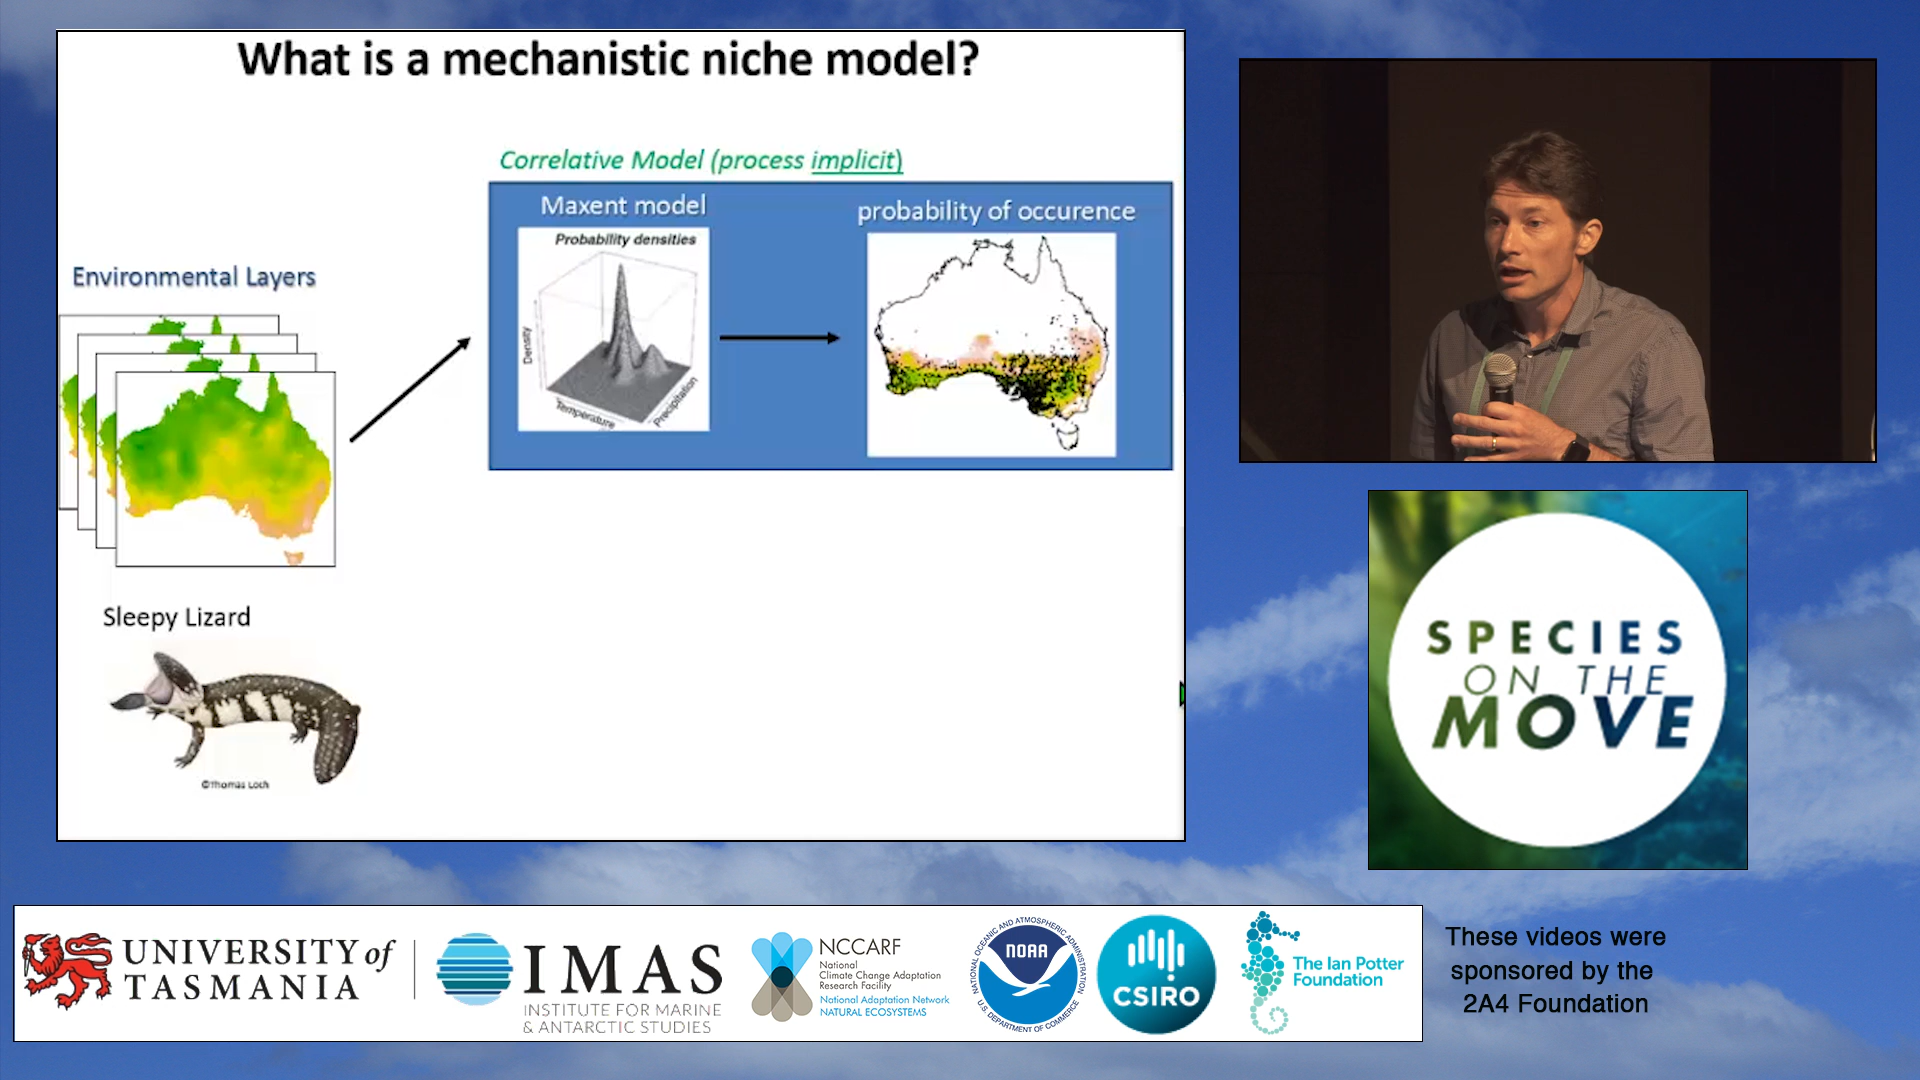 What is a mechanistic niche model?
Correlative Model (process implicit)
Maxent model
probability of occurence
Probability densities
Density
Temperature
Precipitation
Environmental Layers
Sleepy Lizard
©Thomas Loch
SPECIES
ON THE
MOVE
UNIVERSITY of
TASMANIA
IMAS
INSTITUTE FOR MARINE
& ANTARCTIC STUDIES
NCCARF
National
Climate Change Adaptation
Research Facility
National Adaptation Network
NATURAL ECOSYSTEMS
NATIONAL OCEANIC AND ATMOSPHERIC ADMINISTRATION
NOAA
U.S. DEPARTMENT OF COMMERCE
CSIRO
The Ian Potter
Foundation
These videos were
sponsored by the
2A4 Foundation